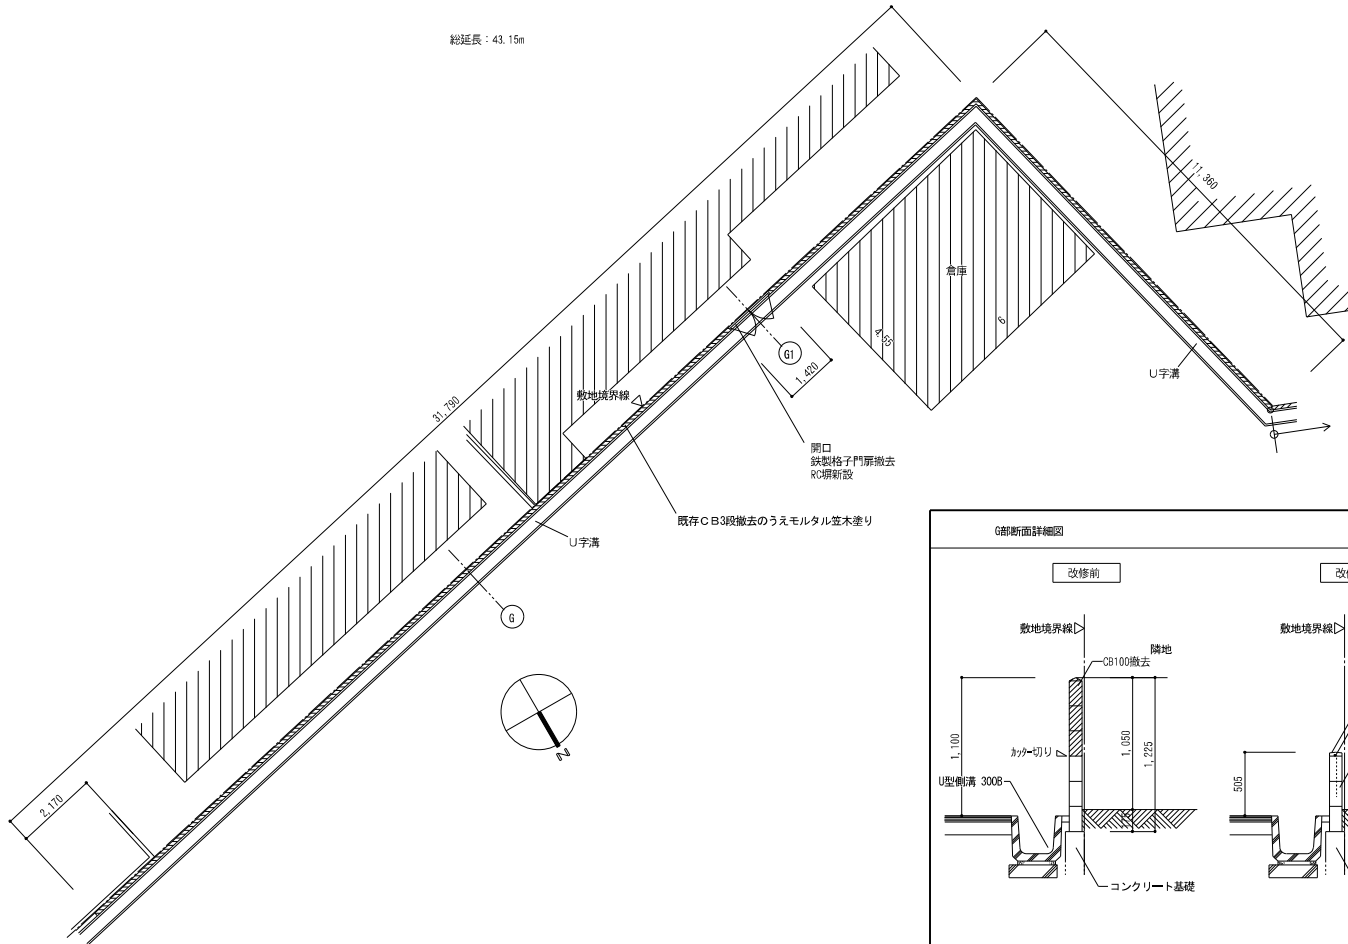 総延長：43.15m
11,360
倉庫
4.55
6
G1
1,420
U字溝
敷地境界線
31,790
開口
鉄製格子門扉撤去
RC塀新設
既存CB3段撤去のうえモルタル笠木塗り
U字溝
G
N
2,170
G部断面詳細図
改修前
敷地境界線
隣地
CB100撤去
1,100
カッター切り
1,050
1,225
U型側溝 300B
コンクリート基礎
敷地境界線
505